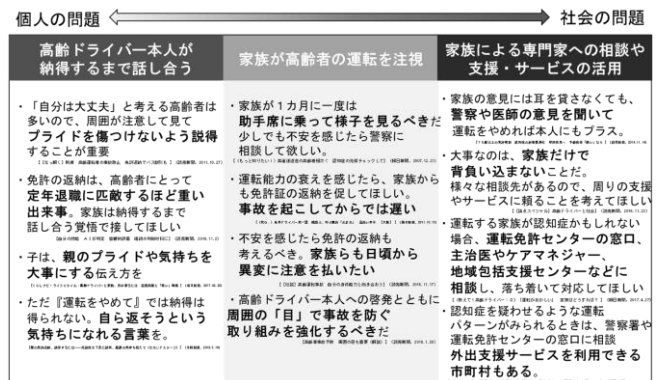 個人の問題
社会の問題
高齢ドライバー本人が
納得するまで話し合う
・「自分は大丈夫」と考える高齢者は
多いので、周囲が注意して見て
プライドを傷つけないよう説得
することが重要
・免許の返納は、高齢者にとって
定年退職に匹敵するほど重い
出来事。家族は納得するまで
話し合う覚悟で接してほしい
・子は、親のプライドや気持ちを
大事にする伝え方を
・ただ『運転をやめて』では納得は
得られない。自ら返そうという
気持ちになれる言葉を。
家族が高齢者の運転を注視
・家族が１カ月に一度は
助手席に乗って様子を見るべきだ
少しでも不安を感じたら警察に
相談して欲しい。
・運転能力の衰えを感じたら、家族から
も免許証の返納を促してほしい。
事故を起こしてからでは遅い
・不安を感じたら免許の返納も
考えるべき。家族らも日頃から
異変に注意を払いたい
・高齢ドライバー本人への啓発とともに
周囲の「目」で事故を防ぐ
取り組みを強化するべきだ
家族による専門家への相談や
支援・サービスの活用
・家族の意見には耳を貸さなくても、
警察や医師の意見を聞いて
運転をやめれば本人にもプラス。
・大事なのは、家族だけで
背負い込まないことだ。
様々な相談先があるので、周りの支援
やサービスに頼ることを考えてほしい
・運転する家族が認知症かもしれない
場合、運転免許センターの窓口、
主治医やケアマネジャー、
地域包括支援センターなどに
相談し、落ち着いて対応してほしい
・認知症を疑わせるような運転
パターンがみられるときは、警察署や
運転免許センターの窓口に相談
外出支援サービスを利用できる
市町村もある。